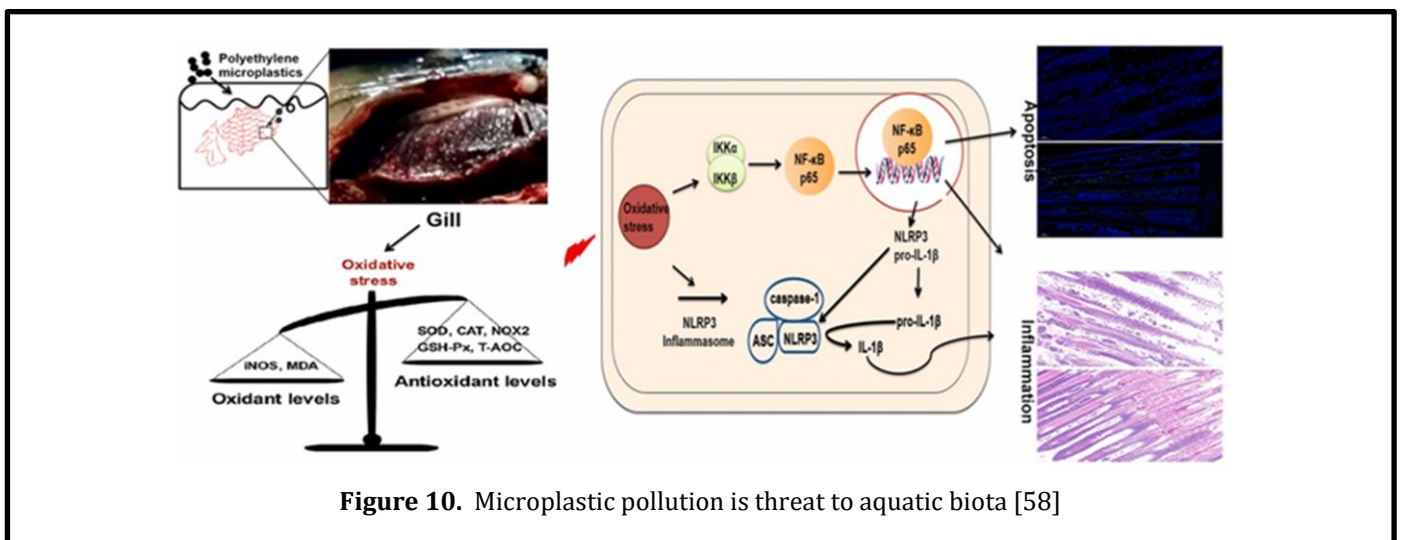 Polyethylene
microplastics
Gill
Oxidative
stress
SOD, CAT, NOX2
GSH-Px, T-AOC
Antioxidant levels
iNOS, MDA
Oxidant levels
Oxidative
stress
IKKα
IKKβ
NF-κB
p65
NF-κB
p65
NLRP3
pro-IL-1β
NLRP3
Inflammasome
caspase-1
ASC
NLRP3
pro-IL-1β
IL-1β
Apoptosis
Inflammation
Figure 10. Microplastic pollution is threat to aquatic biota [58]